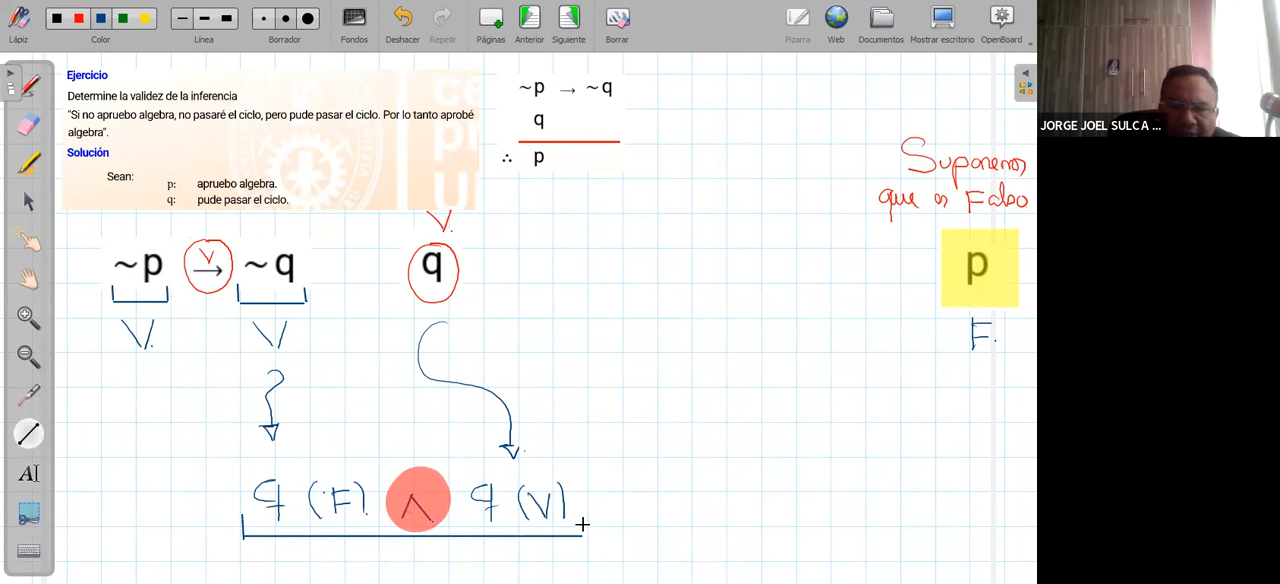 Lápiz
Color
Línea
Borrador
Fondos
Deshacer
Repetir
Páginas
Anterior
Siguiente
Borrar
Pizarra
Web
Documentos
Mostrar escritorio
OpenBoard
Ejercicio
Determine la validez de la inferencia
"Si no apruebo algebra, no pasaré el ciclo, pero pude pasar el ciclo. Por lo tanto aprobé
algebra".
Solución
Sean:
p: apruebo algebra.
q: pude pasar el ciclo.
~p → ~q
q
∴ p
JORGE JOEL SULCA ...
Suponemos
que es Falso
V.
~p → ~q q p
V
V. V F.
q (F). ∧ q (V)
A